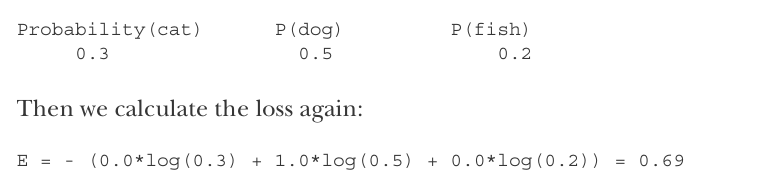 Probability(cat) P(dog) P(fish)
0.3 0.5 0.2
Then we calculate the loss again:
E = - (0.0*log(0.3) + 1.0*log(0.5) + 0.0*log(0.2)) = 0.69